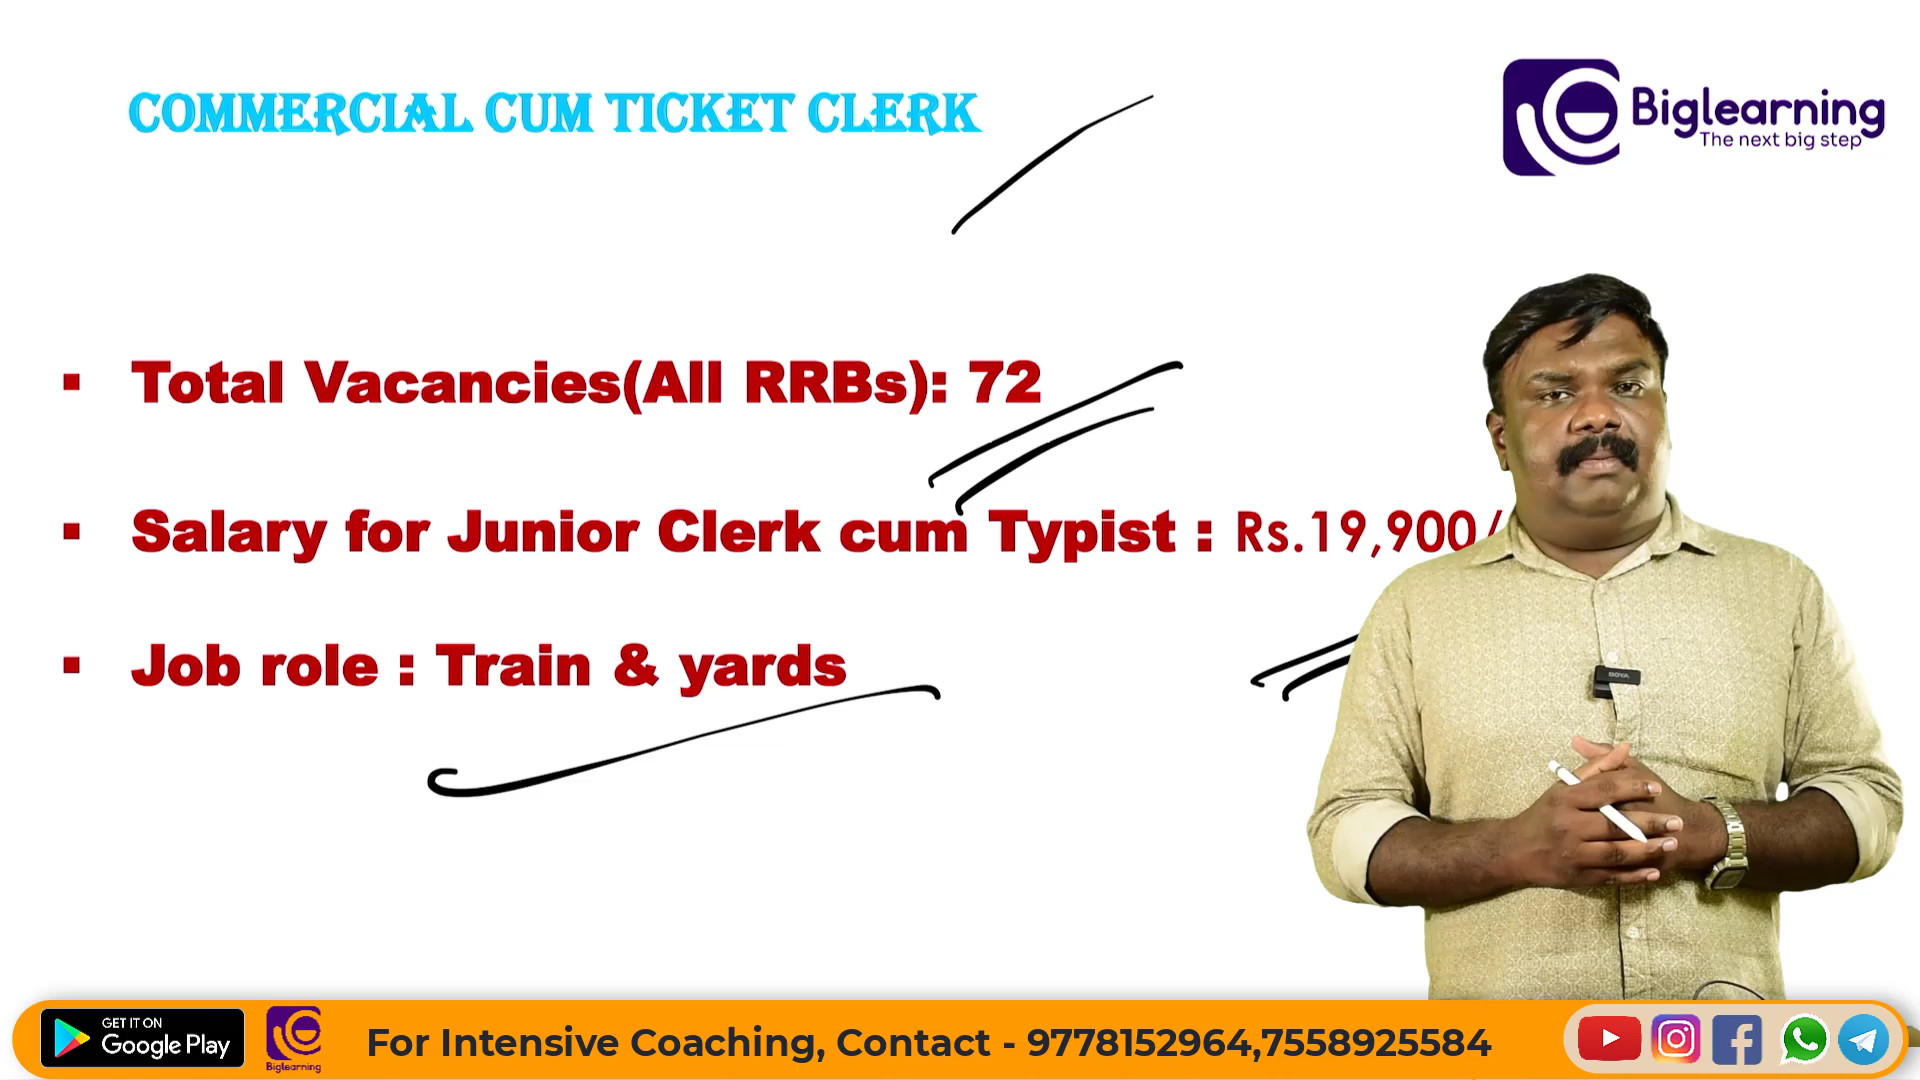 COMMERCIAL CUM TICKET CLERK
Biglearning
The next big step
▪ Total Vacancies(All RRBs): 72
▪ Salary for Junior Clerk cum Typist : Rs.19,900/
▪ Job role : Train & yards
BOYA
GET IT ON
Google Play
Biglearning
For Intensive Coaching, Contact - 9778152964,7558925584